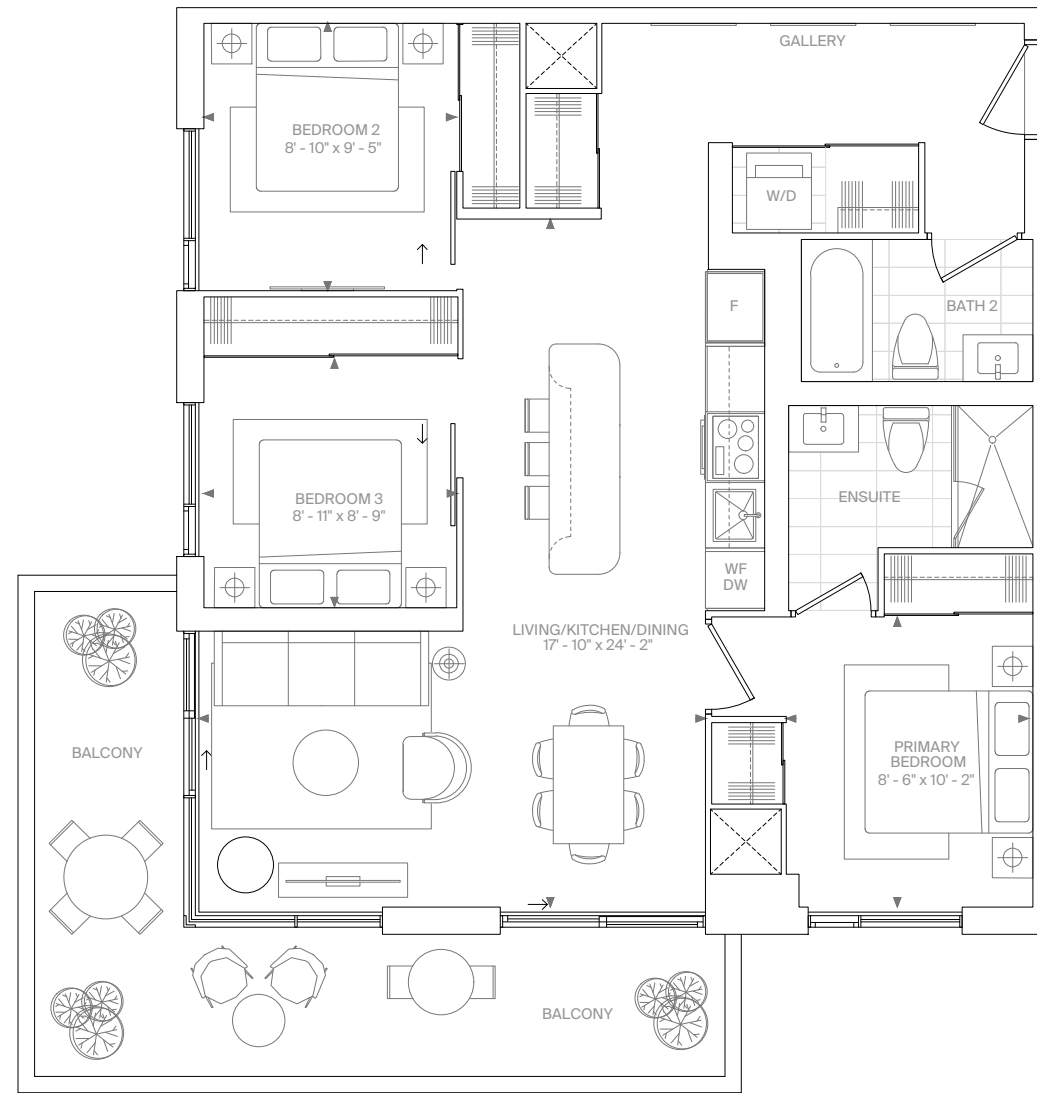 GALLERY
BEDROOM 2
8' - 10" x 9' - 5"
W/D
F
BATH 2
BEDROOM 3
8' - 11" x 8' - 9"
ENSUITE
WF
DW
LIVING/KITCHEN/DINING
17' - 10" x 24' - 2"
BALCONY
PRIMARY
BEDROOM
8' - 6" x 10' - 2"
BALCONY